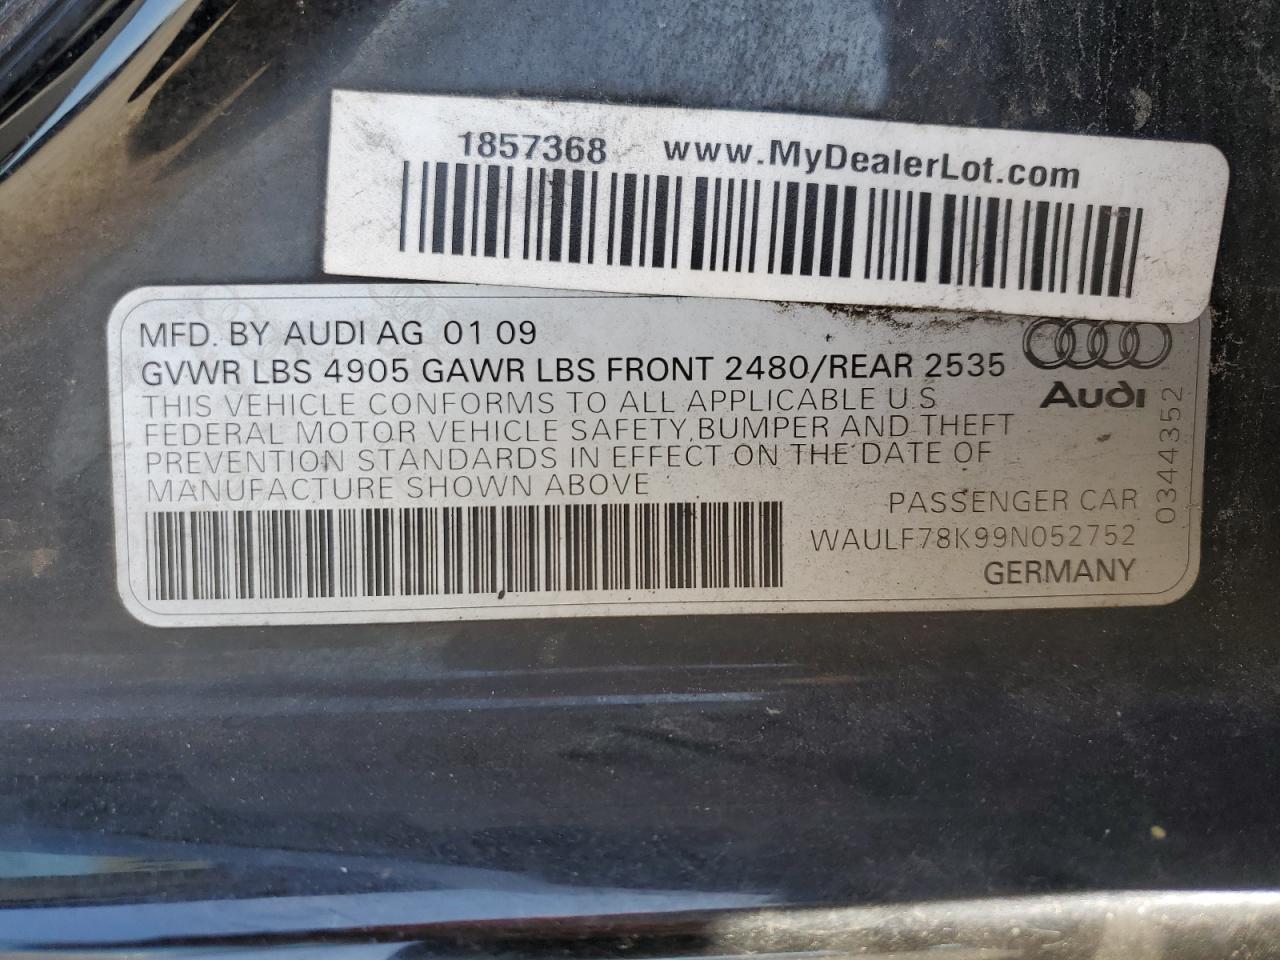 1857368 www.MyDealerLot.com
MFD. BY AUDI AG 01 09
GVWR LBS 4905 GAWR LBS FRONT 2480/REAR 2535
Audi
THIS VEHICLE CONFORMS TO ALL APPLICABLE U.S
FEDERAL MOTOR VEHICLE SAFETY, BUMPER AND THEFT
PREVENTION STANDARDS IN EFFECT ON THE DATE OF
MANUFACTURE SHOWN ABOVE
PASSENGER CAR
WAULF78K99N052752
GERMANY
0344352